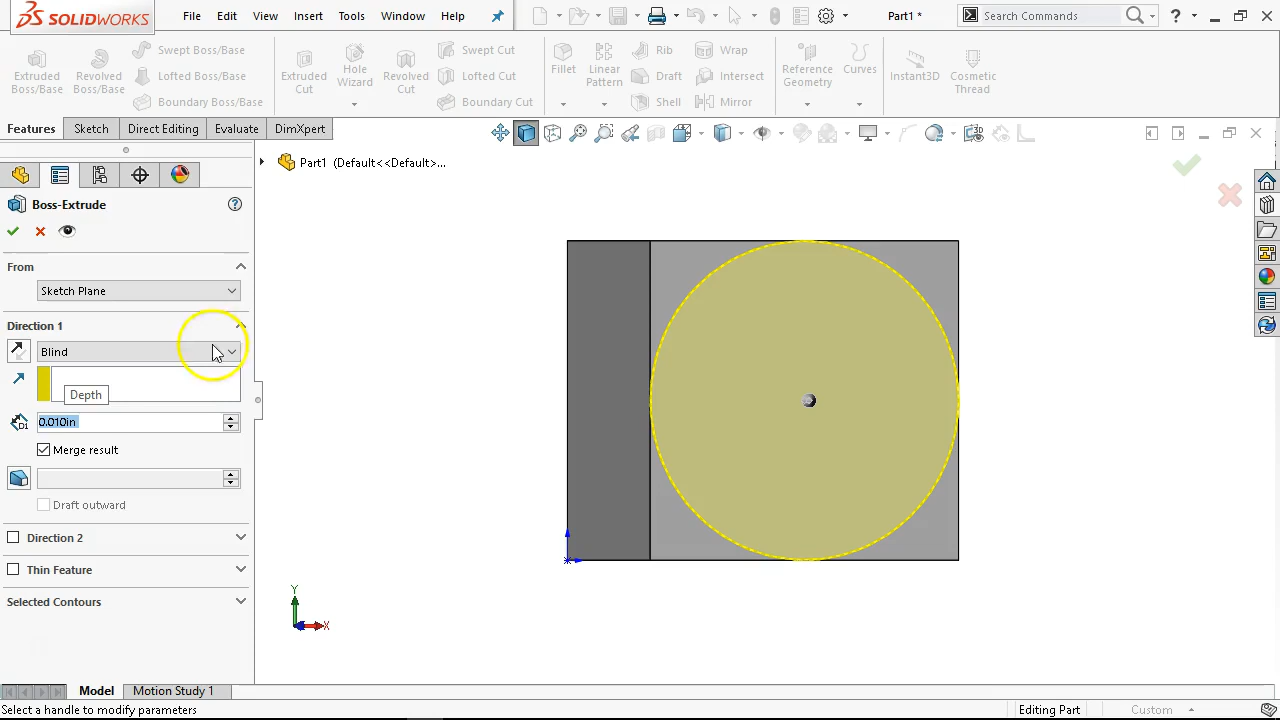 SOLIDWORKS
File Edit View Insert Tools Window Help
Part1 *
Search Commands
Extruded Boss/Base
Revolved Boss/Base
Swept Boss/Base
Lofted Boss/Base
Boundary Boss/Base
Extruded Cut
Hole Wizard
Revolved Cut
Swept Cut
Lofted Cut
Boundary Cut
Fillet
Linear Pattern
Rib
Draft
Shell
Wrap
Intersect
Mirror
Reference Geometry
Curves
Instant3D
Cosmetic Thread
Features Sketch Direct Editing Evaluate DimXpert
Part1 (Default<<Default>...
Boss-Extrude
From
Sketch Plane
Direction 1
Blind
Depth
D1
0.010in
Merge result
Draft outward
Direction 2
Thin Feature
Selected Contours
Y
X
Model Motion Study 1
Select a handle to modify parameters
Editing Part
Custom